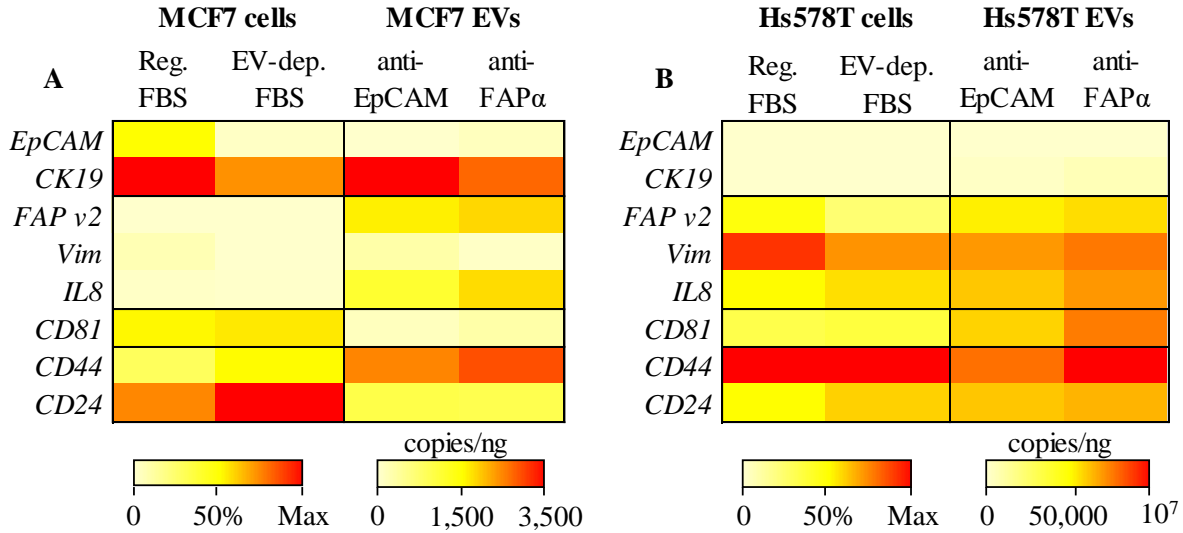 MCF7 cells MCF7 EVs Hs578T cells Hs578T EVs
A Reg. FBS EV-dep. FBS anti-EpCAM anti-FAPα
B Reg. FBS EV-dep. FBS anti-EpCAM anti-FAPα
EpCAM EpCAM
CK19 CK19
FAP v2 FAP v2
Vim Vim
IL8 IL8
CD81 CD81
CD44 CD44
CD24 CD24
copies/ng copies/ng
0 50% Max 0 1,500 3,500 0 50% Max 0 50,000 10⁷